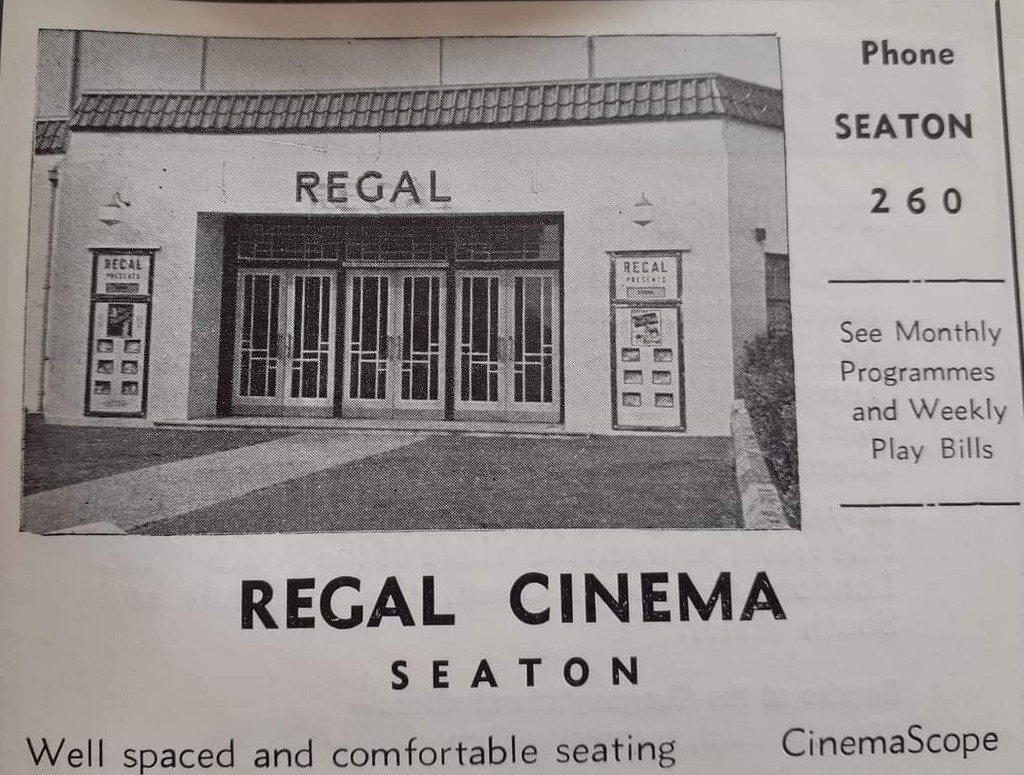 REGAL
REGAL
PRESENTS
REGAL
PRESENTS
Phone
SEATON
260
See Monthly
Programmes
and Weekly
Play Bills
REGAL CINEMA
SEATON
Well spaced and comfortable seating
CinemaScope